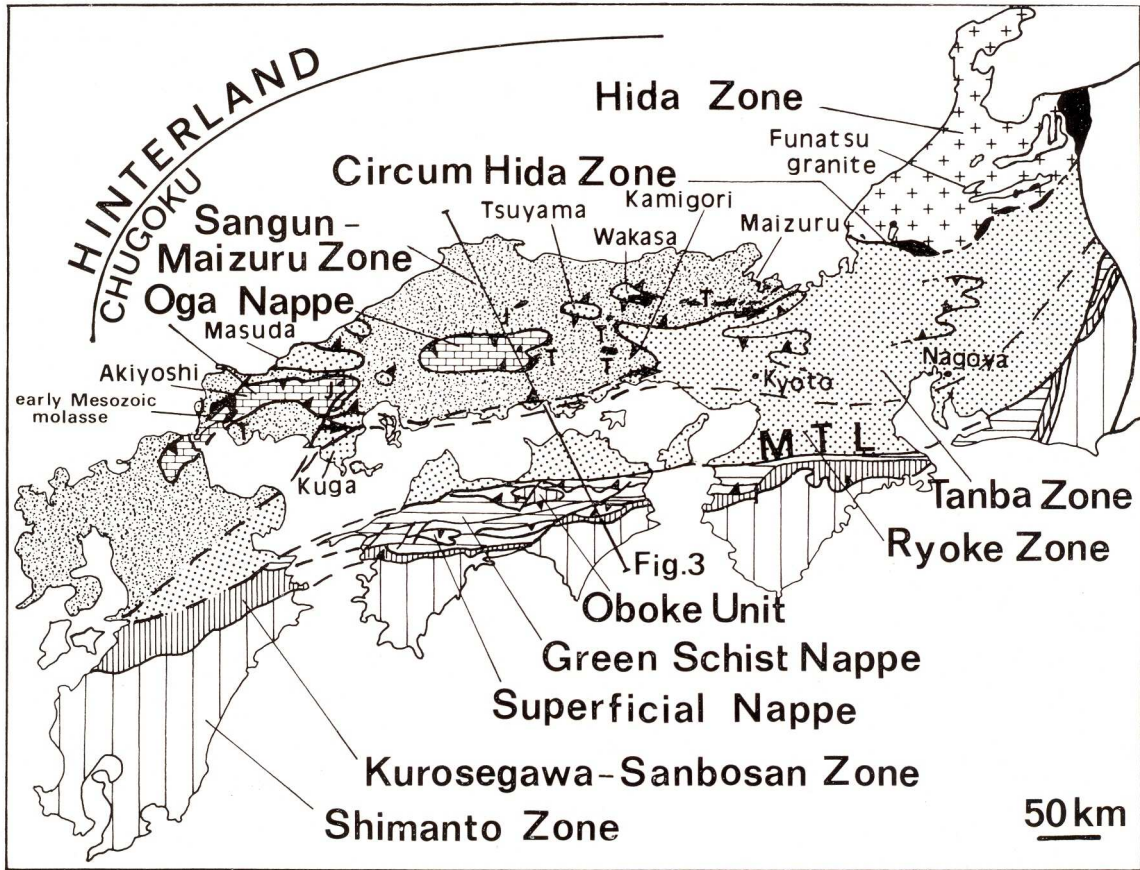 HINTERLAND
CHUGOKU
Hida Zone
Funatsu
granite
Circum Hida Zone
Tsuyama
Kamigori
Wakasa
Maizuru
Sangun-
Maizuru Zone
Oga Nappe
Masuda
Akiyoshi
early Mesozoic
molasse
Kuga
T
T
T
T
T
J
Kyoto
Nagoya
MTL
Tanba Zone
Ryoke Zone
Fig.3
Oboke Unit
Green Schist Nappe
Superficial Nappe
Kurosegawa-Sanbosan Zone
Shimanto Zone
50 km